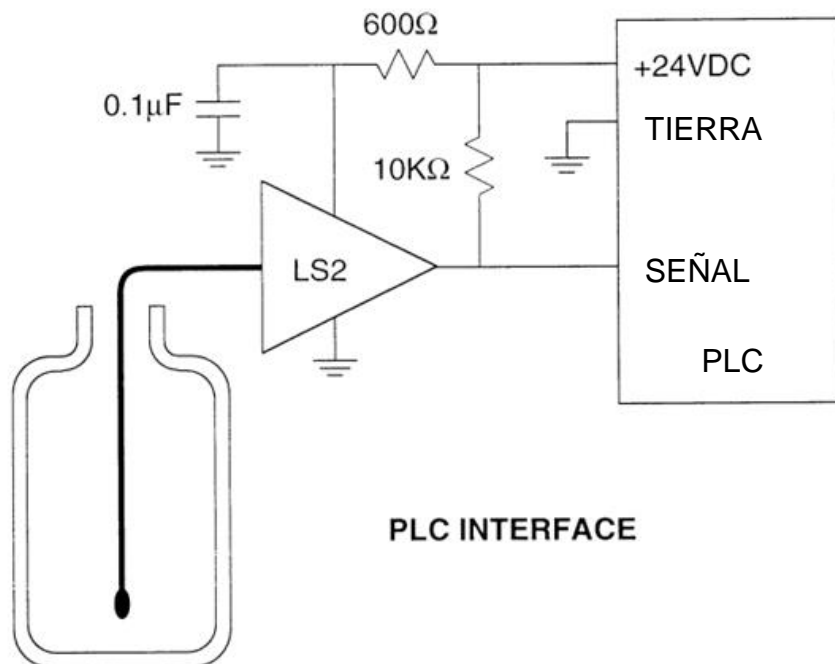 600Ω
+24VDC
0.1μF
TIERRA
10KΩ
LS2
SEÑAL
PLC
PLC INTERFACE